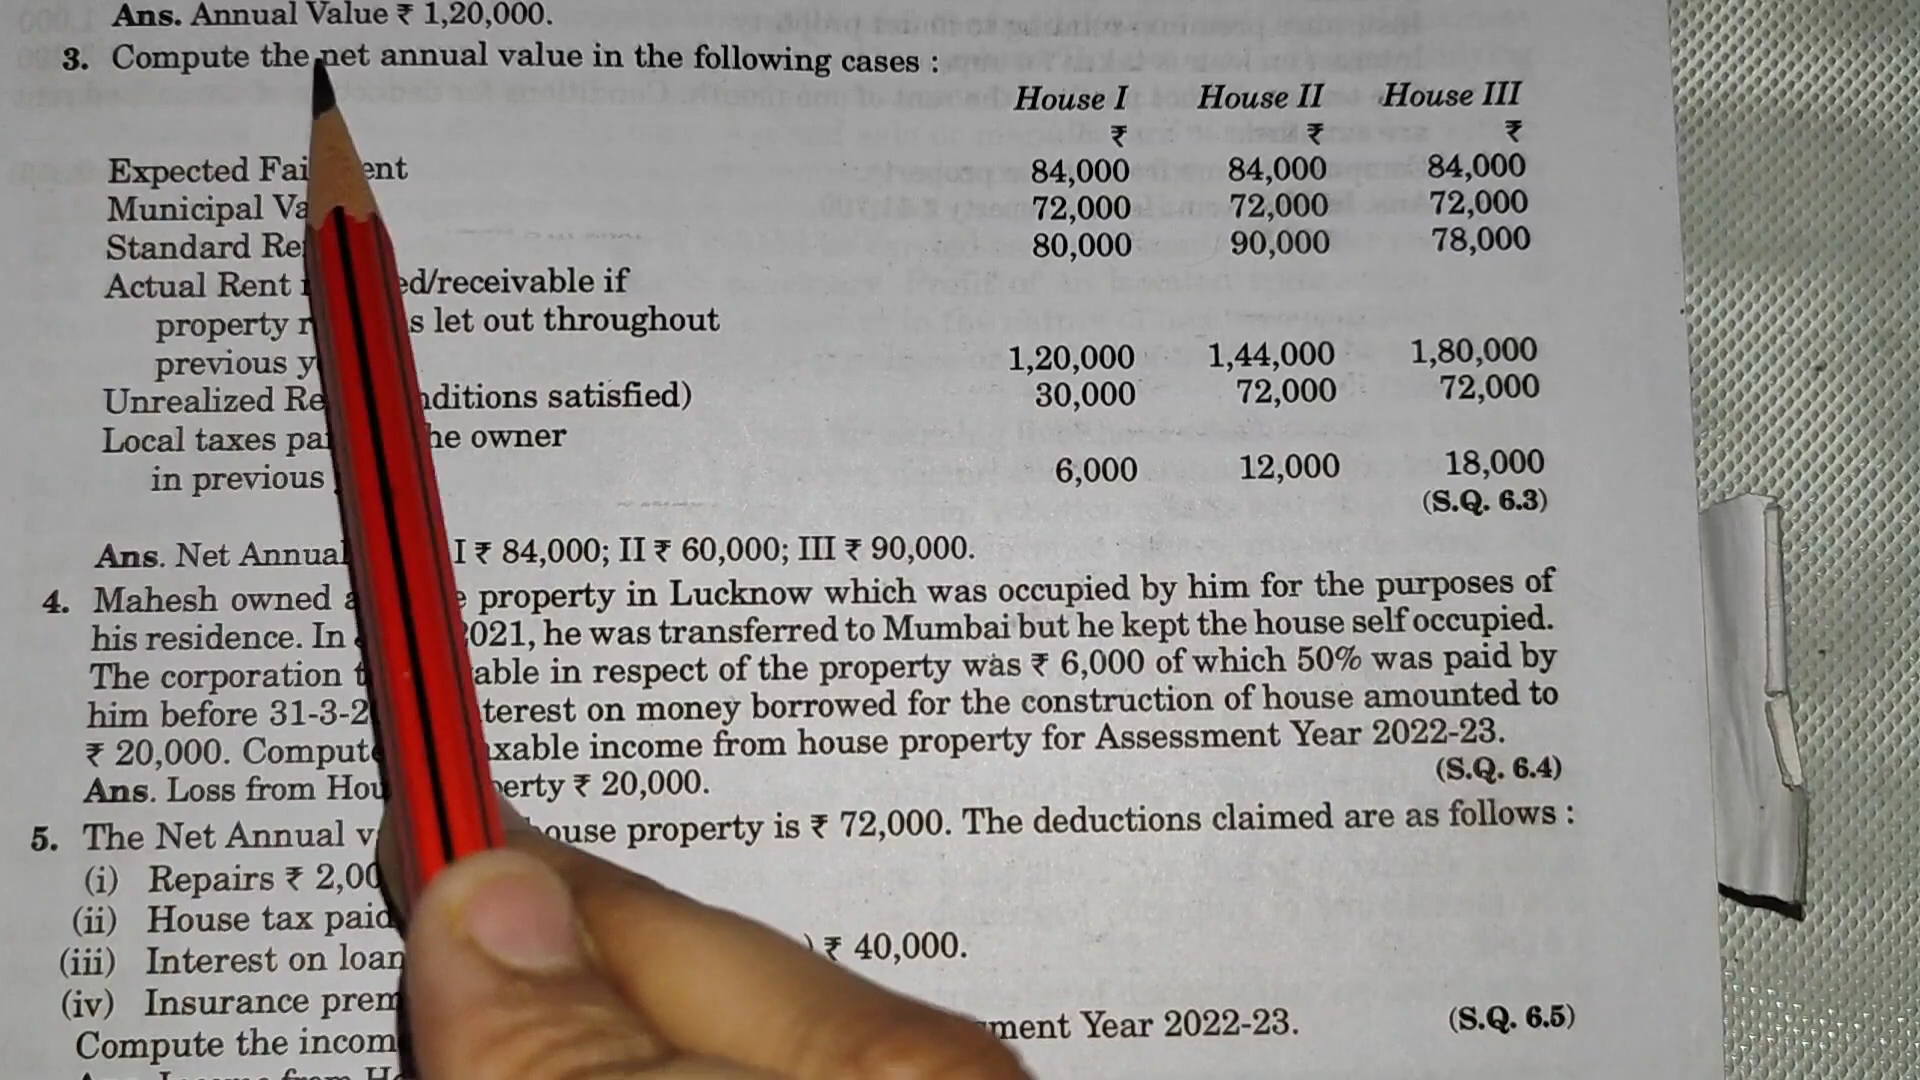 Ans. Annual Value ₹ 1,20,000.
3. Compute the net annual value in the following cases :
House I House II House III
₹ ₹ ₹
Expected Fai ent 84,000 84,000 84,000
Municipal Va 72,000 72,000 72,000
Standard Re 80,000 90,000 78,000
Actual Rent ed/receivable if
property s let out throughout
previous y 1,20,000 1,44,000 1,80,000
Unrealized Re nditions satisfied) 30,000 72,000 72,000
Local taxes pai he owner
in previous 6,000 12,000 18,000
(S.Q. 6.3)
Ans. Net Annual I ₹ 84,000; II ₹ 60,000; III ₹ 90,000.
4. Mahesh owned a e property in Lucknow which was occupied by him for the purposes of
his residence. In 2021, he was transferred to Mumbai but he kept the house self occupied.
The corporation t able in respect of the property was ₹ 6,000 of which 50% was paid by
him before 31-3-2 terest on money borrowed for the construction of house amounted to
₹ 20,000. Compute xable income from house property for Assessment Year 2022-23.
(S.Q. 6.4)
Ans. Loss from Hou perty ₹ 20,000.
5. The Net Annual v ouse property is ₹ 72,000. The deductions claimed are as follows :
(i) Repairs ₹ 2,00
(ii) House tax paid
(iii) Interest on loan ) ₹ 40,000.
(iv) Insurance prem
Compute the incom ment Year 2022-23. (S.Q. 6.5)